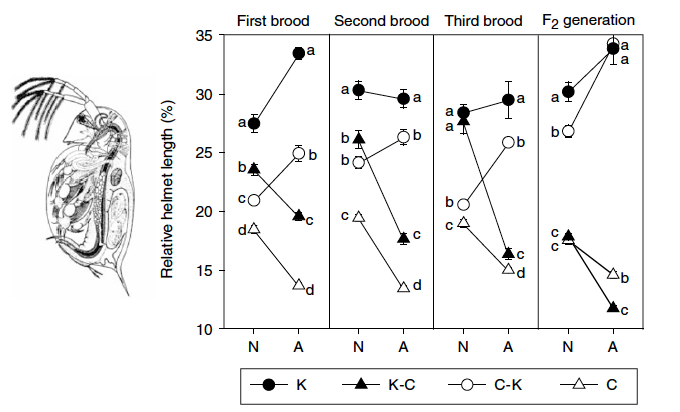 First brood Second brood Third brood F2 generation
Relative helmet length (%)
35
30
25
20
15
10
a a b c b c d d
a a b b b c c d
a a a b b c c d
a a a b c c b c
N A N A N A N A
K K-C C-K C